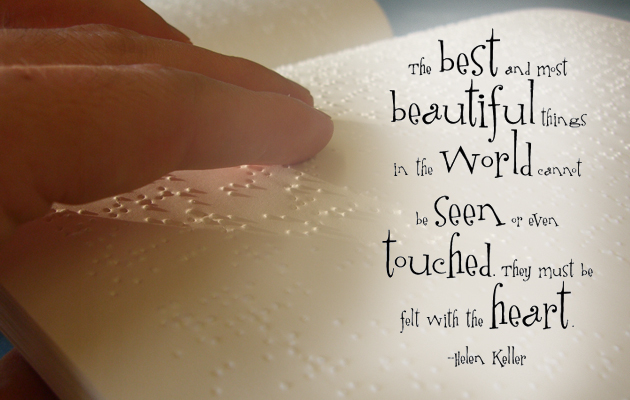 The best and most
beautiful things
in the world cannot
be seen or even
touched. They must be
felt with the heart.
--Helen Keller